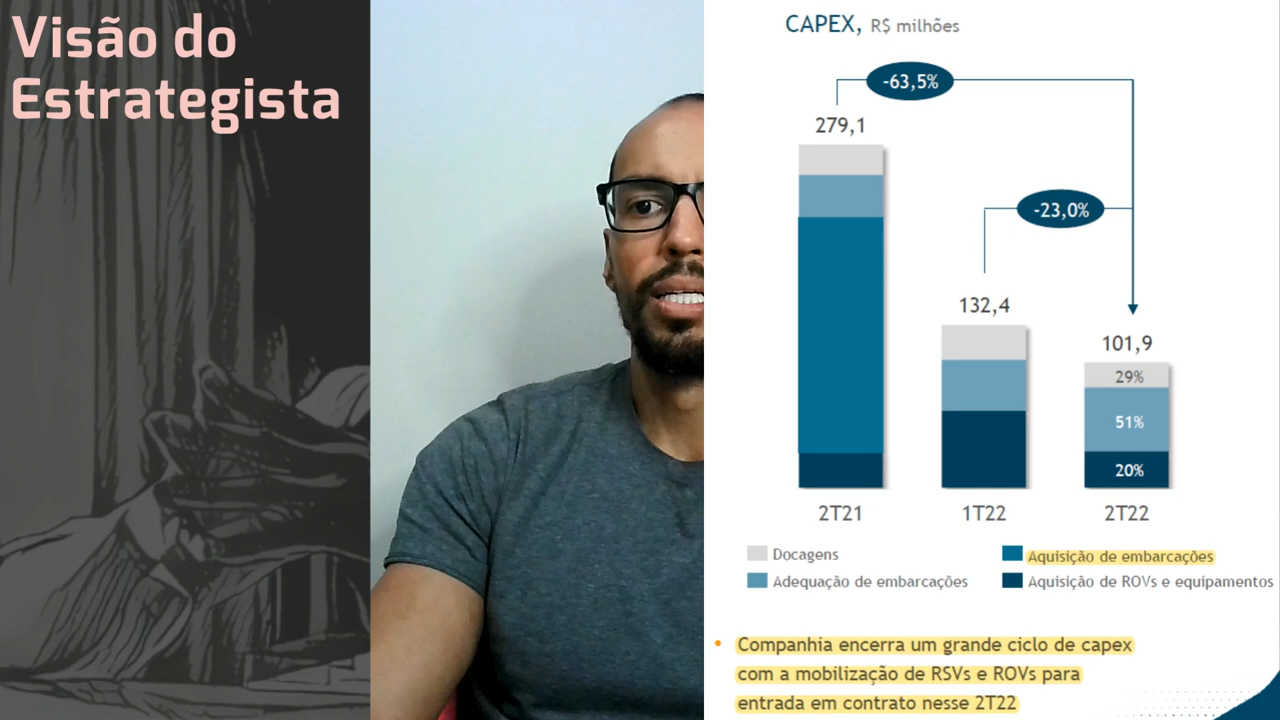 Visão do
Estrategista
CAPEX, R$ milhões
-63,5%
279,1
-23,0%
132,4
101,9
29%
51%
20%
2T21
1T22
2T22
Docagens
Aquisição de embarcações
Adequação de embarcações
Aquisição de ROVs e equipamentos
• Companhia encerra um grande ciclo de capex
com a mobilização de RSVs e ROVs para
entrada em contrato nesse 2T22